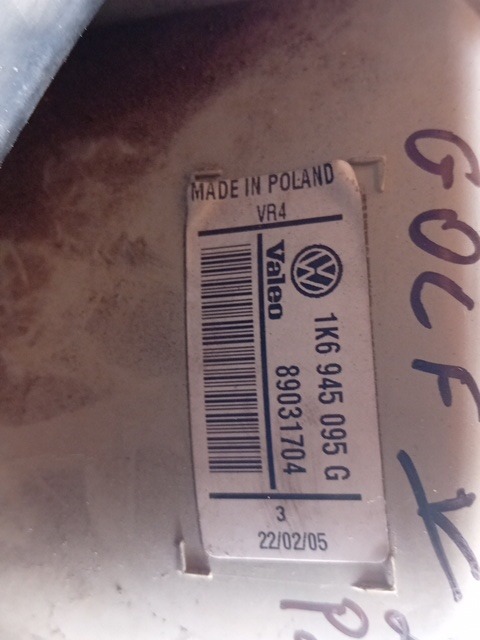 MADE IN POLAND
VR4
Valeo
1K6 945 095 G
89031704
3
22/02/05
GOLF V
P